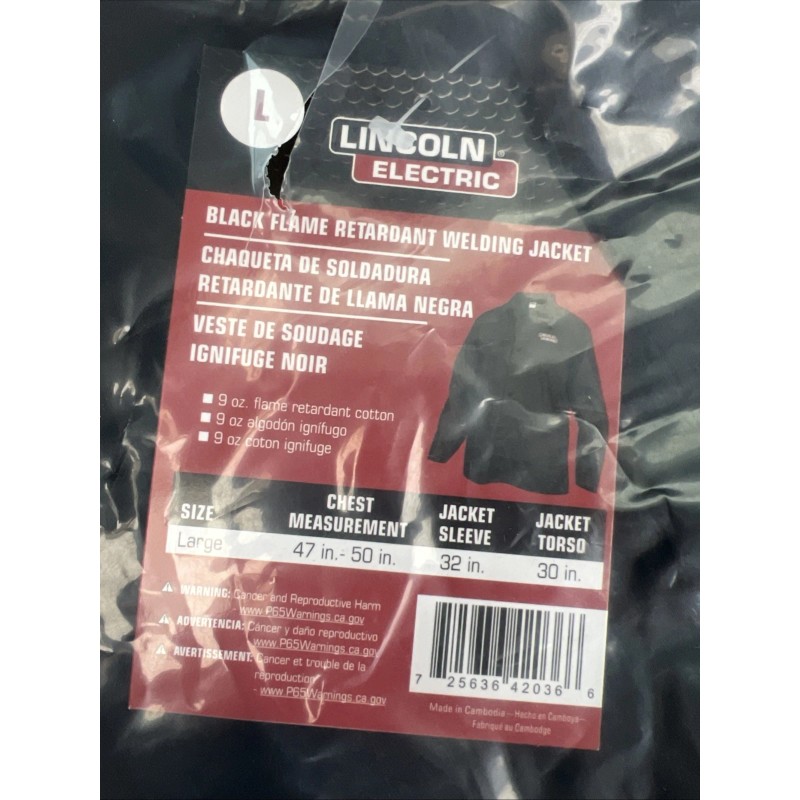 L
LINCOLN®
ELECTRIC
BLACK FLAME RETARDANT WELDING JACKET
CHAQUETA DE SOLDADURA
RETARDANTE DE LLAMA NEGRA
VESTE DE SOUDAGE
IGNIFUGE NOIR
9 oz. flame retardant cotton
9 oz algodón ignífugo
9 oz coton ignifuge
SIZE CHEST MEASUREMENT JACKET SLEEVE JACKET TORSO
Large 47 in.- 50 in. 32 in. 30 in.
WARNING: Cancer and Reproductive Harm
- www.P65Warnings.ca.gov
ADVERTENCIA: Cáncer y daño reproductivo
- www.P65Warnings.ca.gov
AVERTISSEMENT: Cancer et trouble de la
reproduction
- www.P65Warnings.ca.gov
7 25636 42036 6
Made in Cambodia - Hecho en Camboya-
Fabriqué au Cambodge